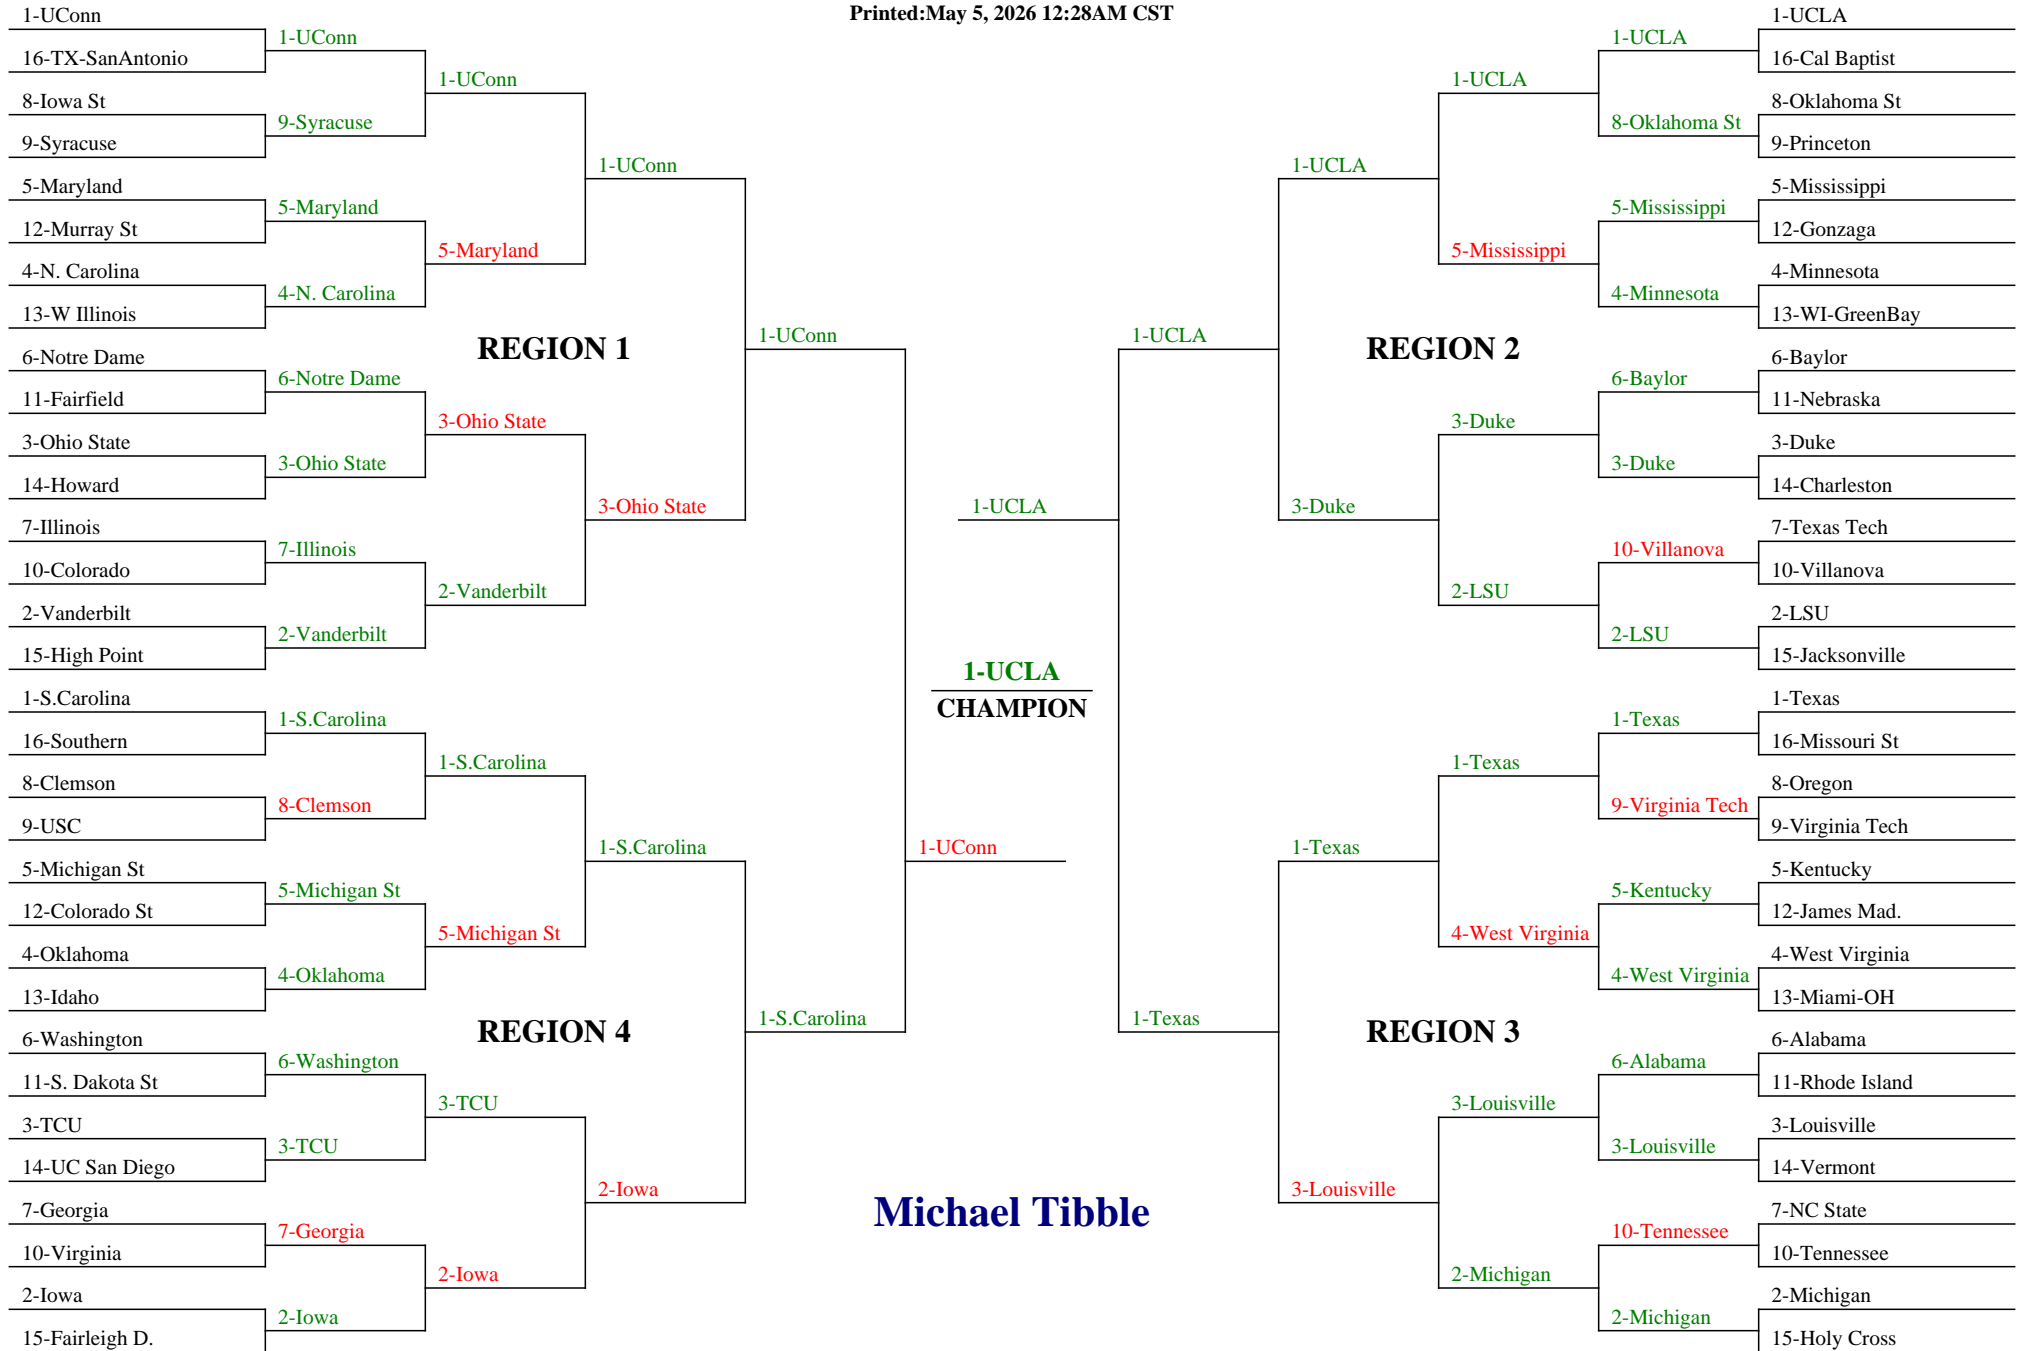 Printed:May 5, 2026 12:28AM CST
1-UConn
16-TX-SanAntonio
8-Iowa St
9-Syracuse
5-Maryland
12-Murray St
4-N. Carolina
13-W Illinois
6-Notre Dame
11-Fairfield
3-Ohio State
14-Howard
7-Illinois
10-Colorado
2-Vanderbilt
15-High Point
1-S.Carolina
16-Southern
8-Clemson
9-USC
5-Michigan St
12-Colorado St
4-Oklahoma
13-Idaho
6-Washington
11-S. Dakota St
3-TCU
14-UC San Diego
7-Georgia
10-Virginia
2-Iowa
15-Fairleigh D.
1-UConn
9-Syracuse
5-Maryland
4-N. Carolina
6-Notre Dame
3-Ohio State
7-Illinois
2-Vanderbilt
1-S.Carolina
8-Clemson
5-Michigan St
4-Oklahoma
6-Washington
3-TCU
7-Georgia
2-Iowa
1-UConn
5-Maryland
REGION 1
3-Ohio State
2-Vanderbilt
1-S.Carolina
5-Michigan St
REGION 4
3-TCU
2-Iowa
1-UConn
3-Ohio State
1-S.Carolina
2-Iowa
1-UConn
1-S.Carolina
1-UConn
1-UCLA
1-UCLA
CHAMPION
Michael Tibble
1-UCLA
1-Texas
1-UCLA
3-Duke
1-Texas
3-Louisville
1-UCLA
5-Mississippi
REGION 2
3-Duke
2-LSU
1-Texas
4-West Virginia
REGION 3
3-Louisville
2-Michigan
1-UCLA
8-Oklahoma St
5-Mississippi
4-Minnesota
6-Baylor
3-Duke
10-Villanova
2-LSU
1-Texas
9-Virginia Tech
5-Kentucky
4-West Virginia
6-Alabama
3-Louisville
10-Tennessee
2-Michigan
1-UCLA
16-Cal Baptist
8-Oklahoma St
9-Princeton
5-Mississippi
12-Gonzaga
4-Minnesota
13-WI-GreenBay
6-Baylor
11-Nebraska
3-Duke
14-Charleston
7-Texas Tech
10-Villanova
2-LSU
15-Jacksonville
1-Texas
16-Missouri St
8-Oregon
9-Virginia Tech
5-Kentucky
12-James Mad.
4-West Virginia
13-Miami-OH
6-Alabama
11-Rhode Island
3-Louisville
14-Vermont
7-NC State
10-Tennessee
2-Michigan
15-Holy Cross